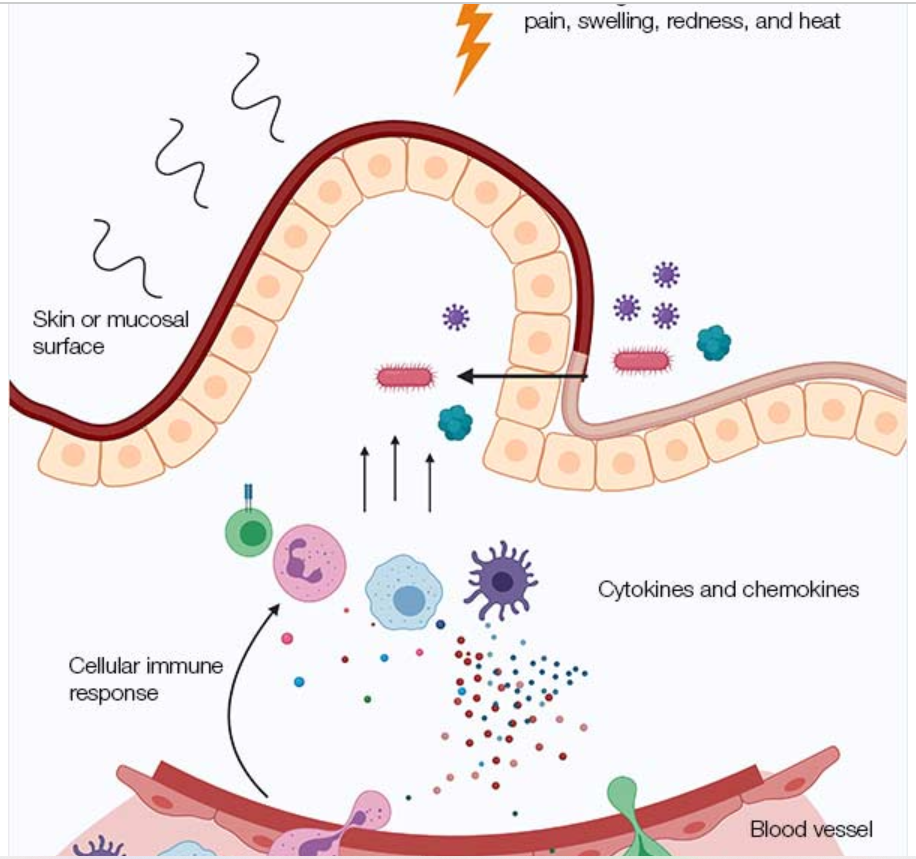 pain, swelling, redness, and heat
Skin or mucosal
surface
Cytokines and chemokines
Cellular immune
response
Blood vessel